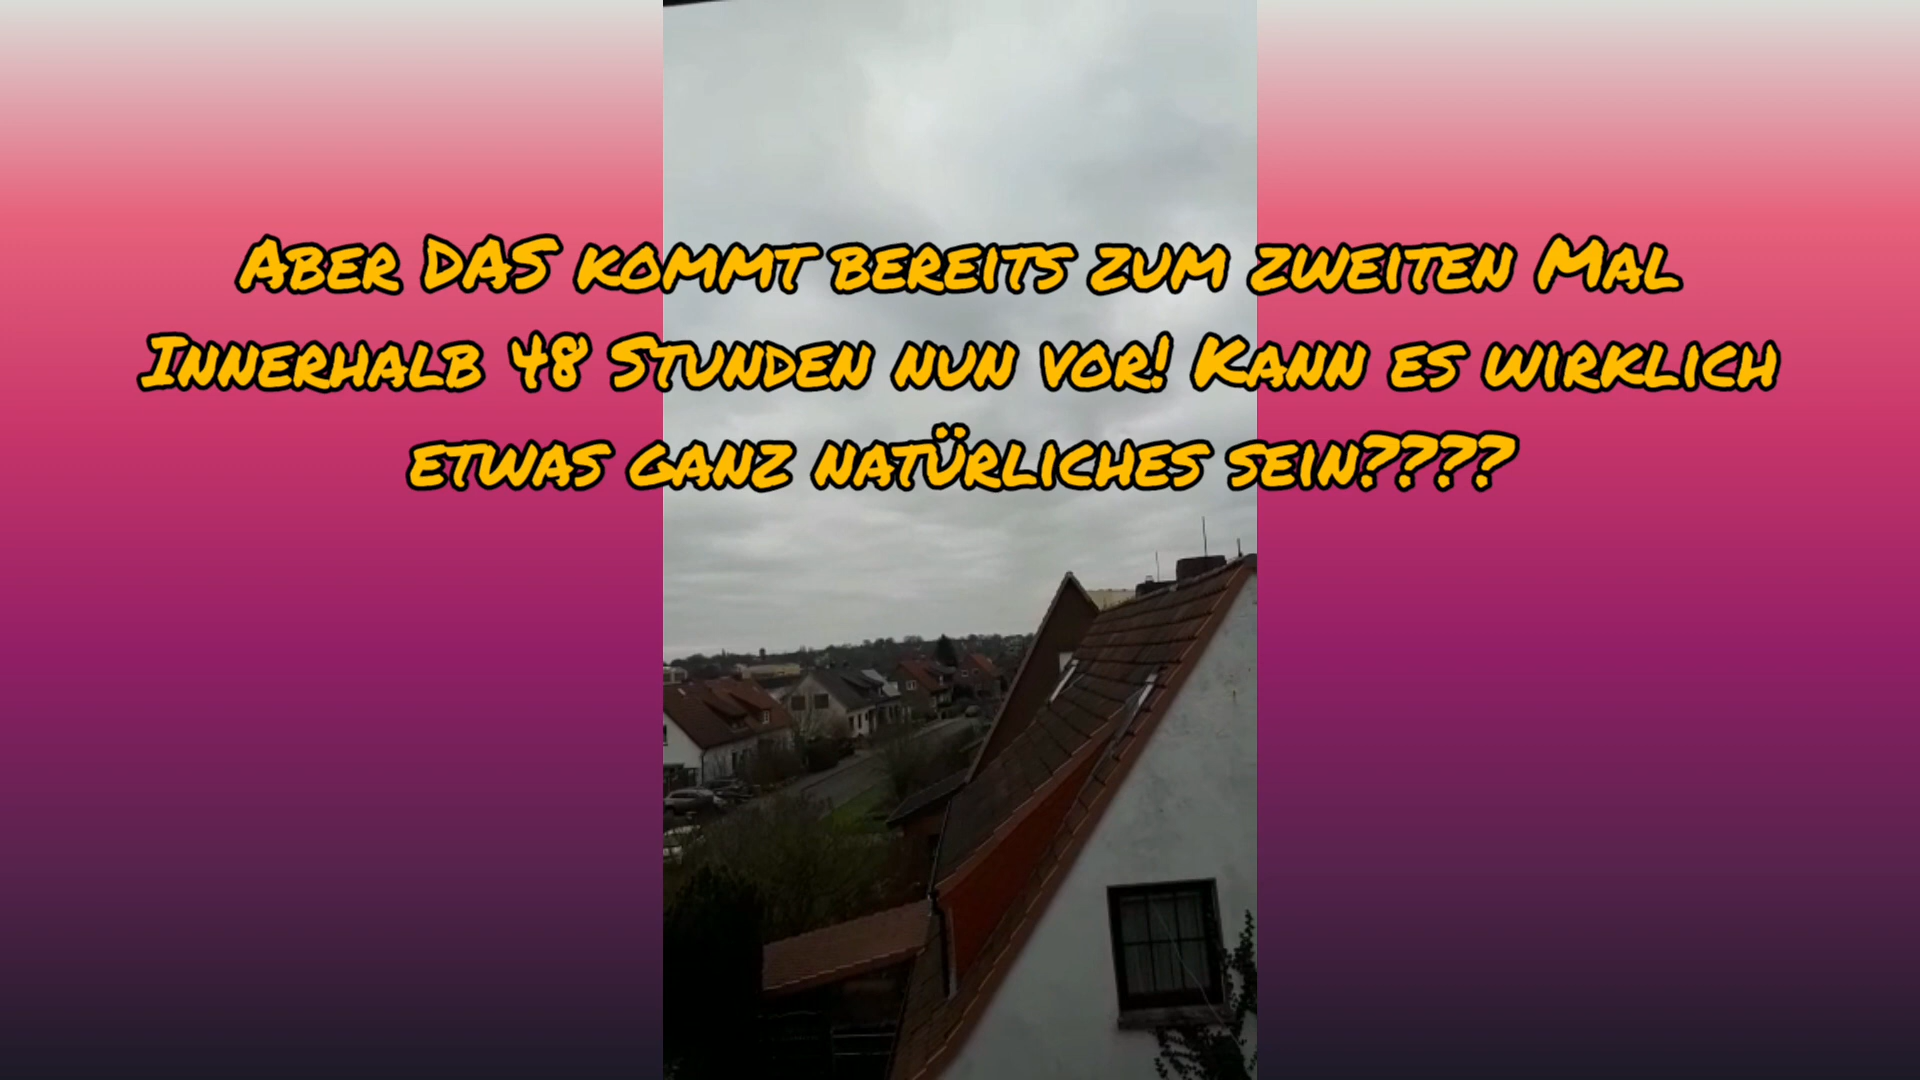 Aber DAS kommt bereits zum zweiten Mal
Innerhalb 48 Stunden nun vor! Kann es wirklich
etwas ganz natürliches sein????